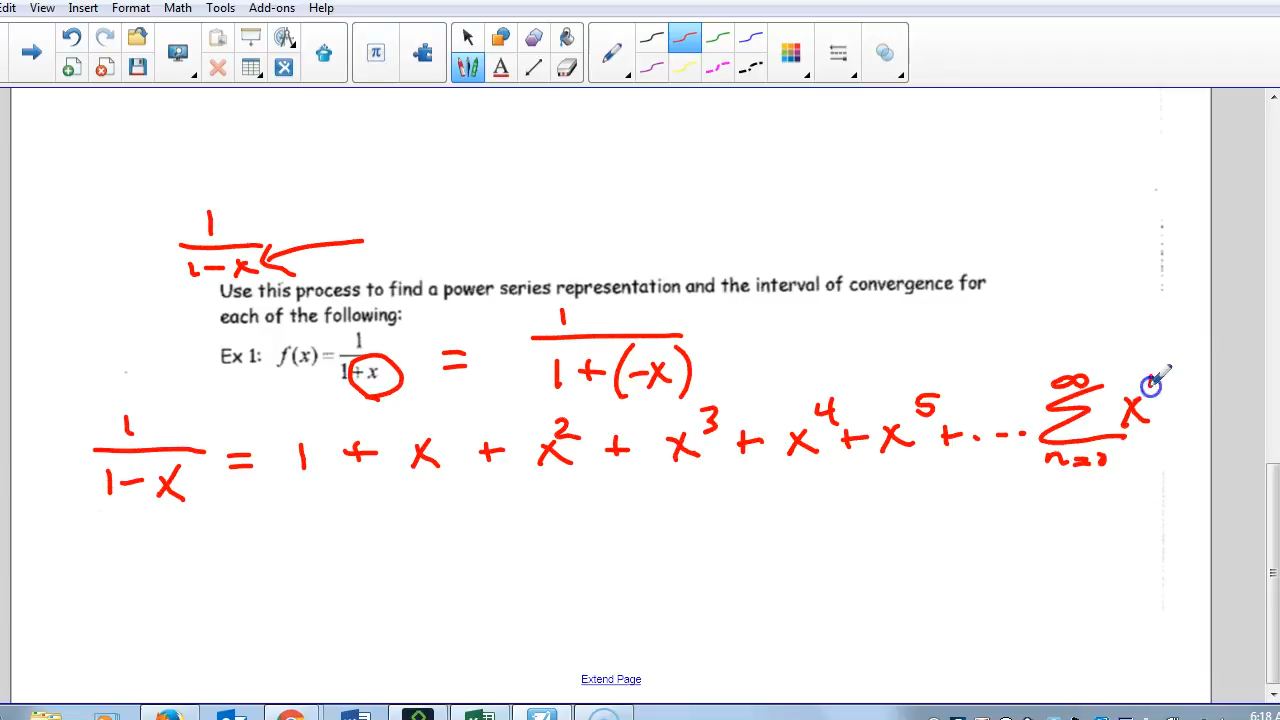 Edit View Insert Format Math Tools Add-ons Help
1
1 - x
Use this process to find a power series representation and the interval of convergence for
each of the following:
Ex 1: f(x) = 1/(1+x) = 1/(1 + (-x))
1/(1 - x) = 1 + x + x² + x³ + x⁴ + x⁵ + ... ∞ Σ n=0 x
Extend Page